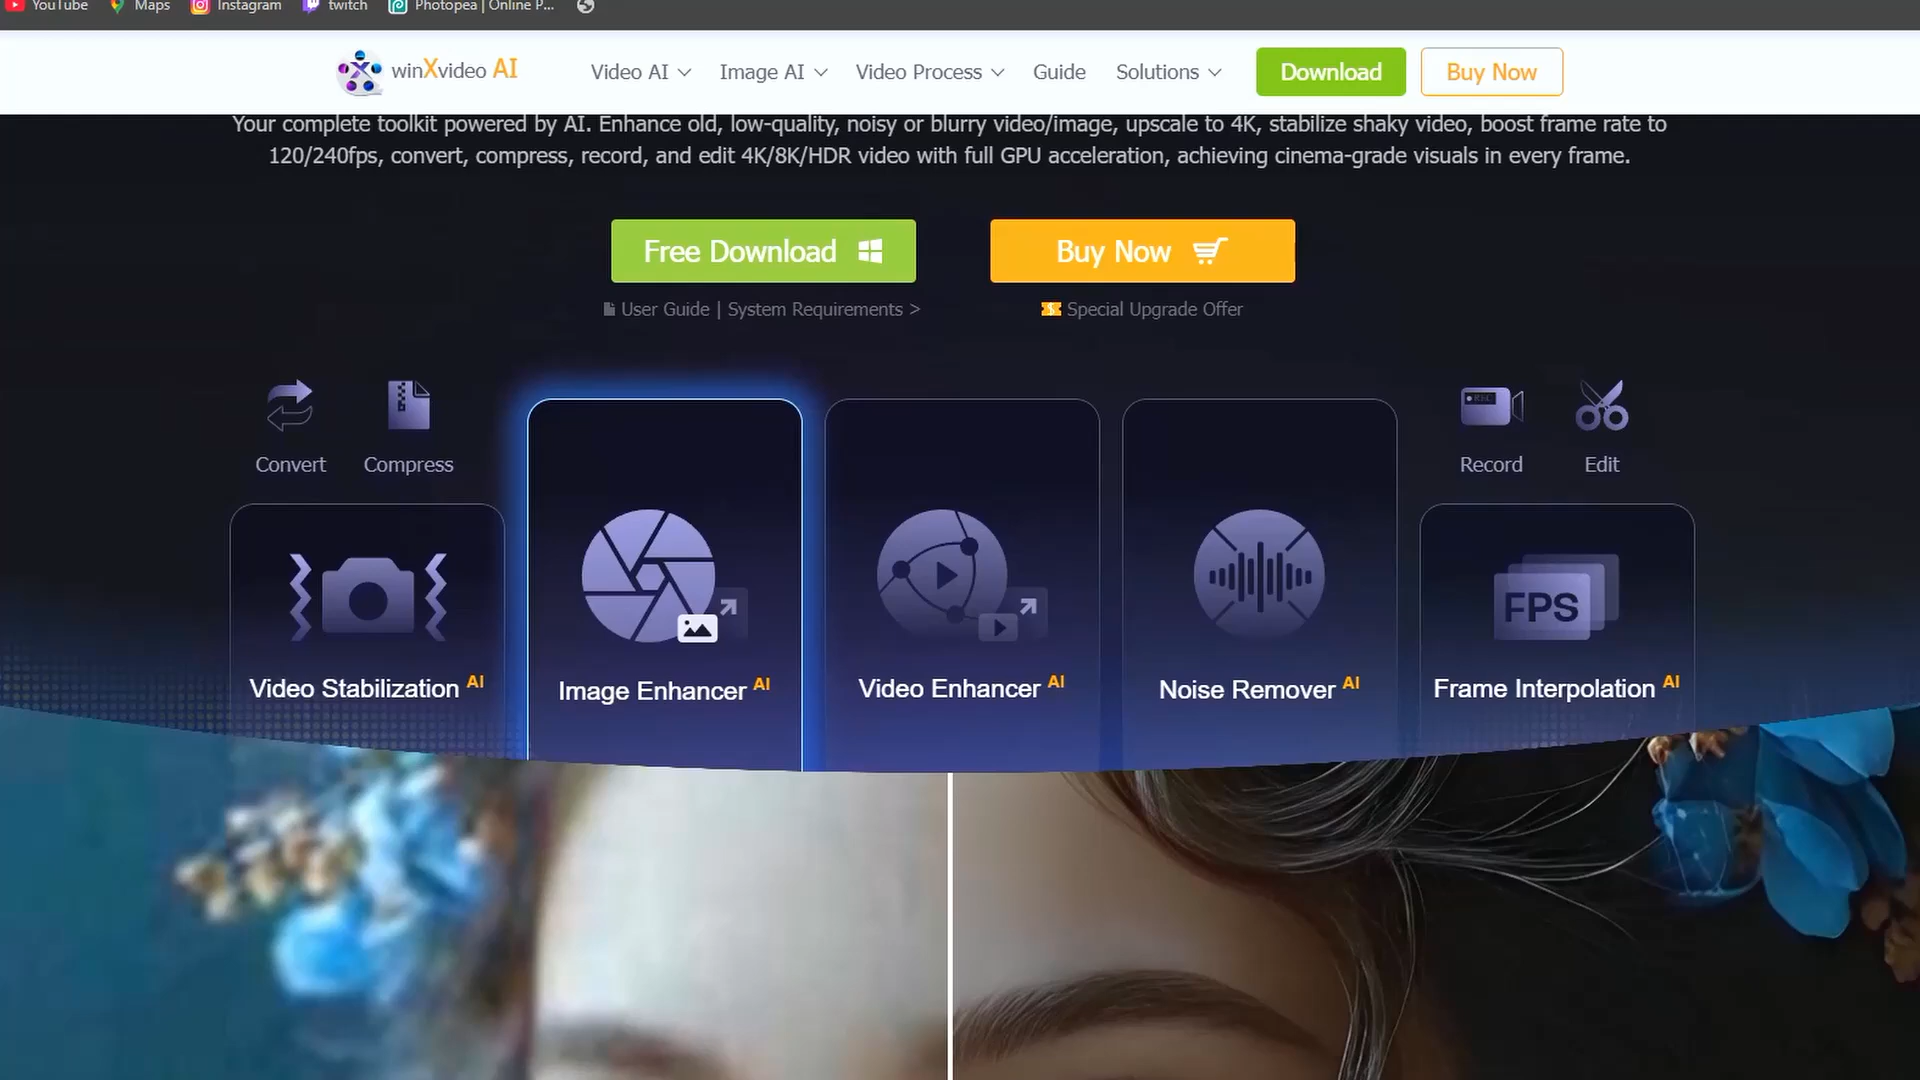 YouTube Maps Instagram twitch Photopea | Online P...
winXvideo AI Video AI Image AI Video Process Guide Solutions Download Buy Now
Your complete toolkit powered by AI. Enhance old, low-quality, noisy or blurry video/image, upscale to 4K, stabilize shaky video, boost frame rate to
120/240fps, convert, compress, record, and edit 4K/8K/HDR video with full GPU acceleration, achieving cinema-grade visuals in every frame.
Free Download Buy Now
User Guide | System Requirements > Special Upgrade Offer
REC
Convert Compress Record Edit
FPS
Video Stabilization AI Image Enhancer AI Video Enhancer AI Noise Remover AI Frame Interpolation AI